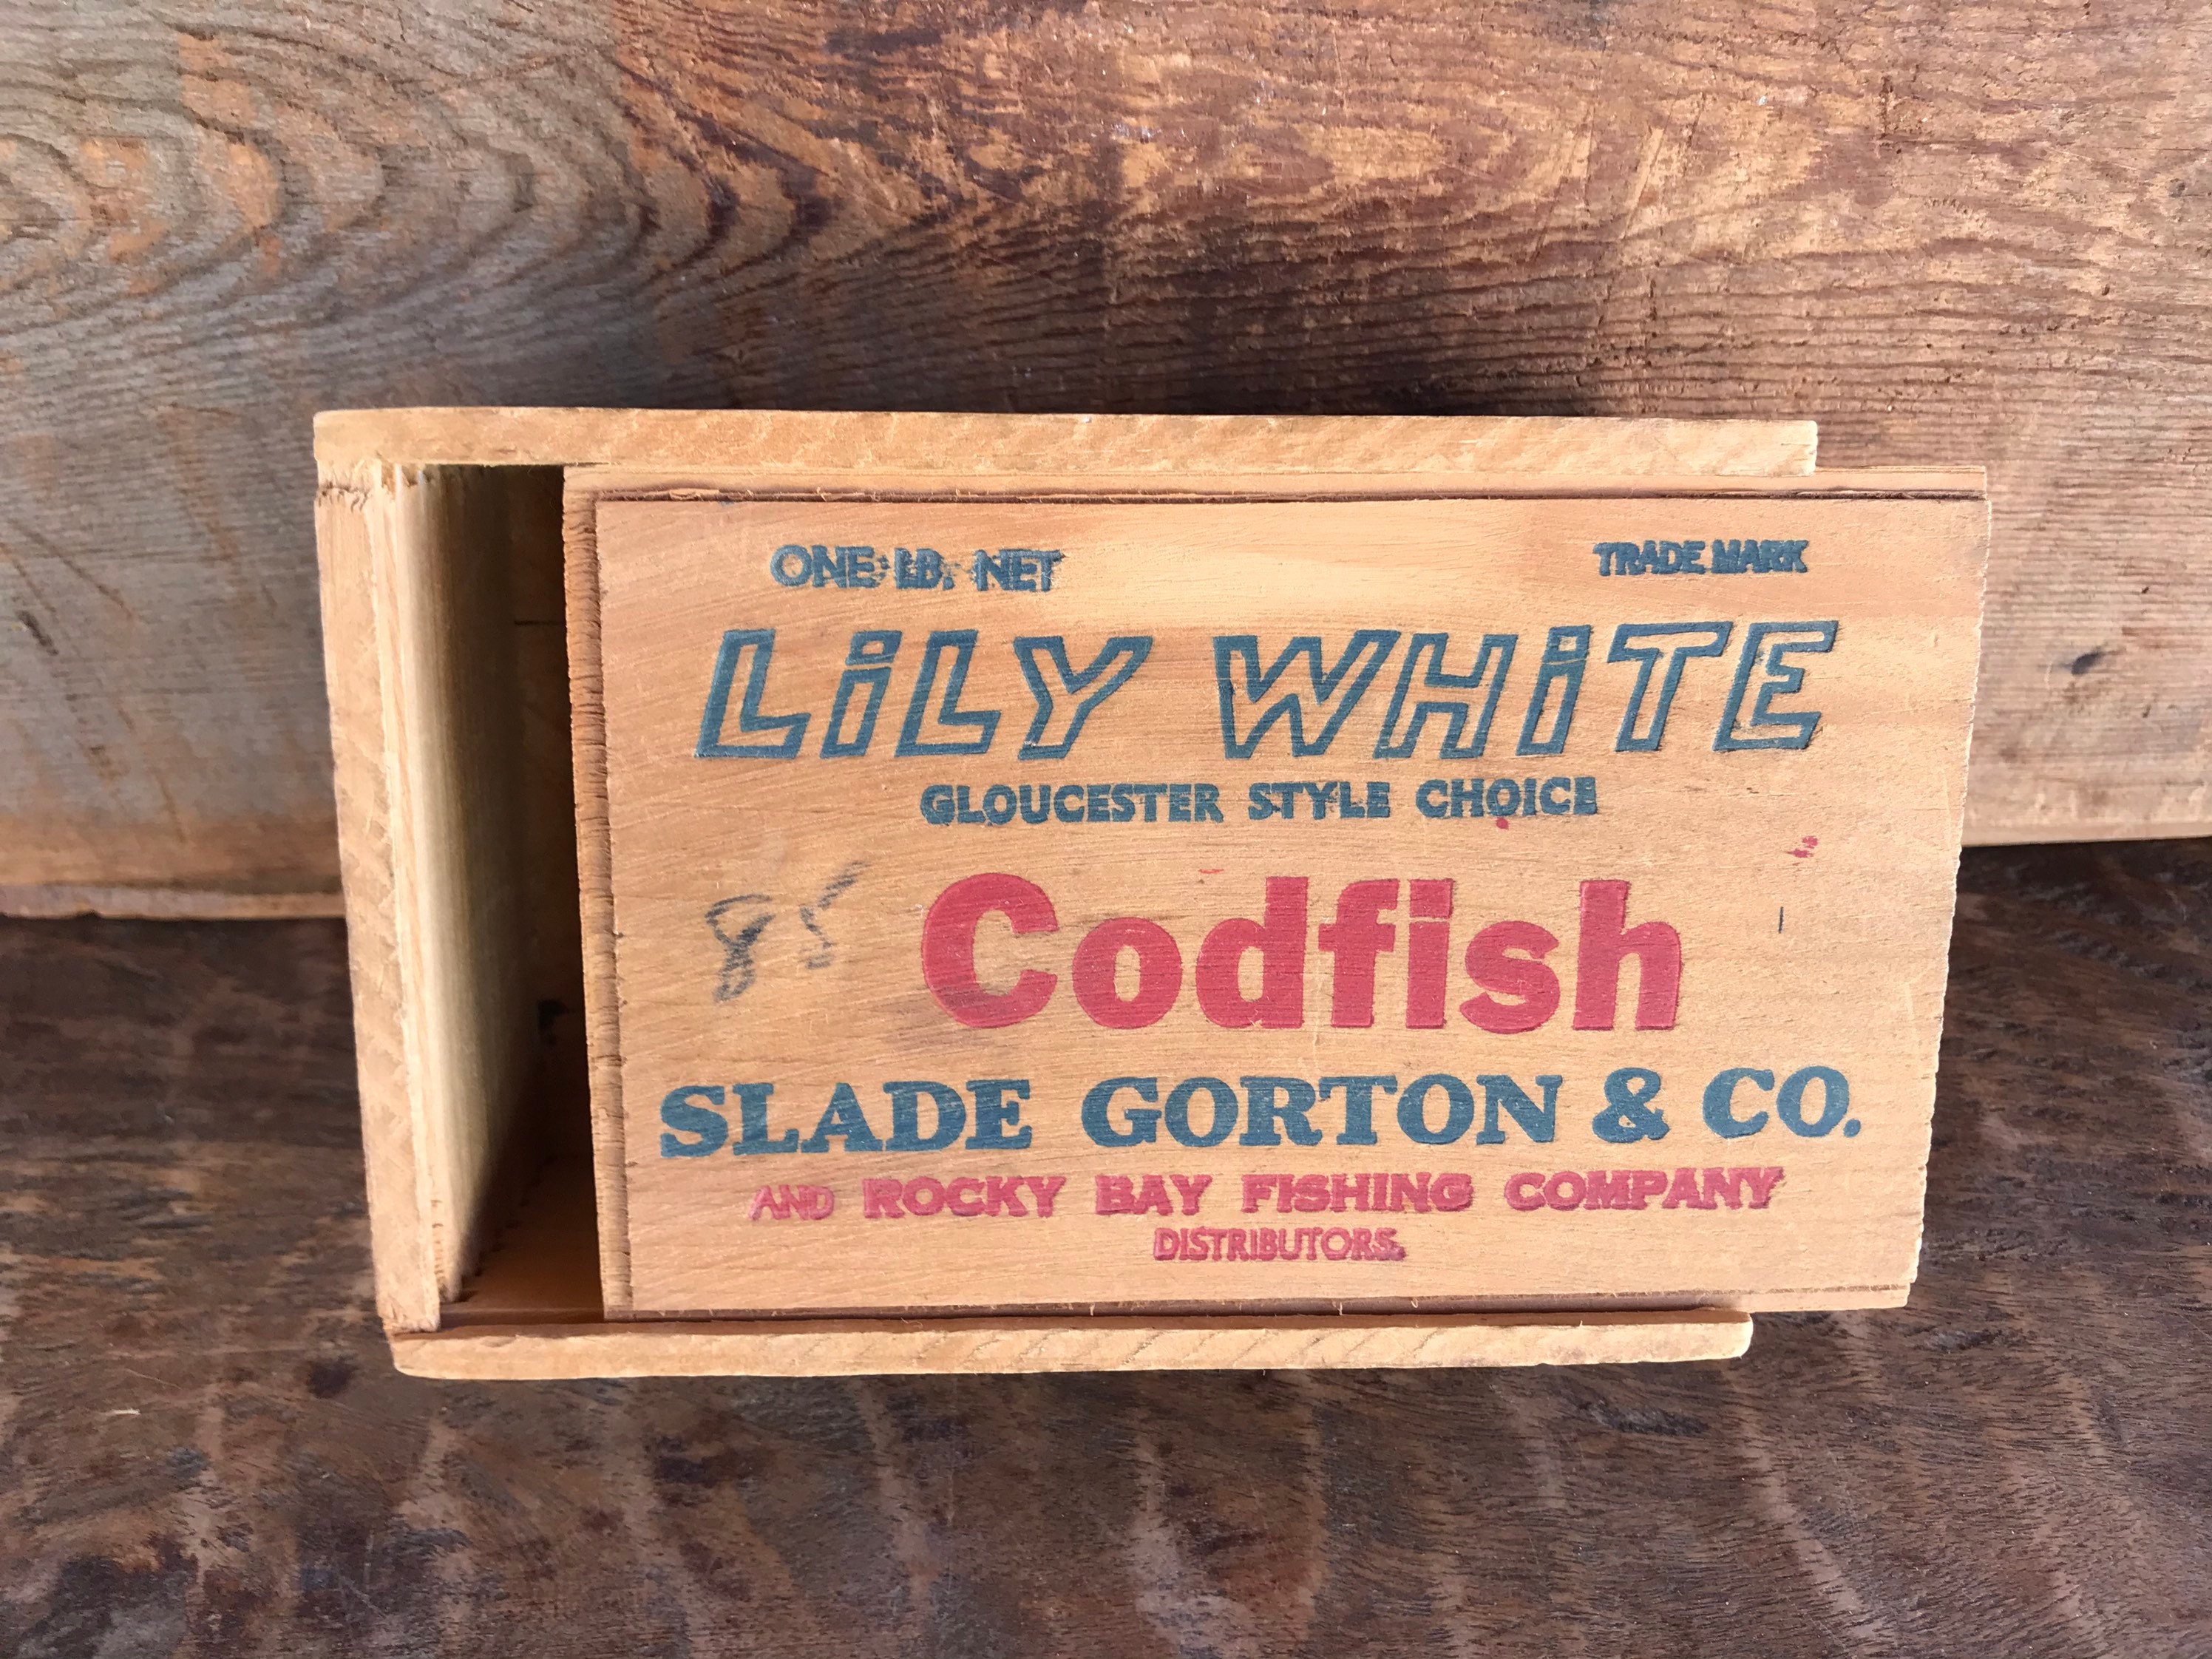 ONE LB. NET TRADE MARK
LiLY WHiTE
GLOUCESTER STYLE CHOICE
85
Codfish
SLADE GORTON & CO.
AND ROCKY BAY FISHING COMPANY
DISTRIBUTORS.